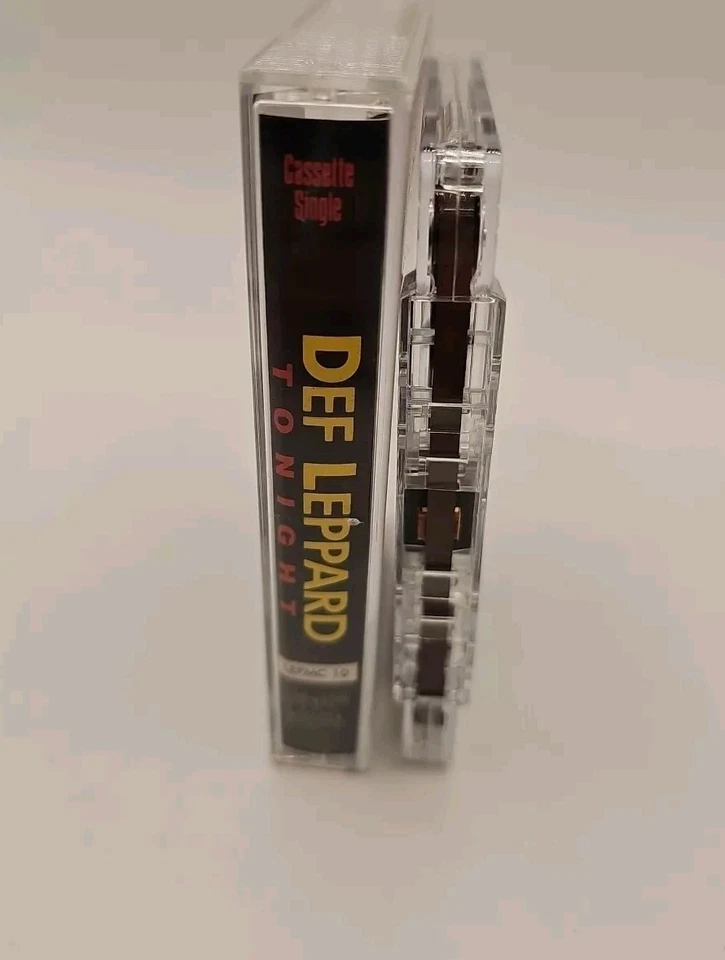 Cassette
Single
DEF LEPPARD
TONIGHT
LEPMC 10